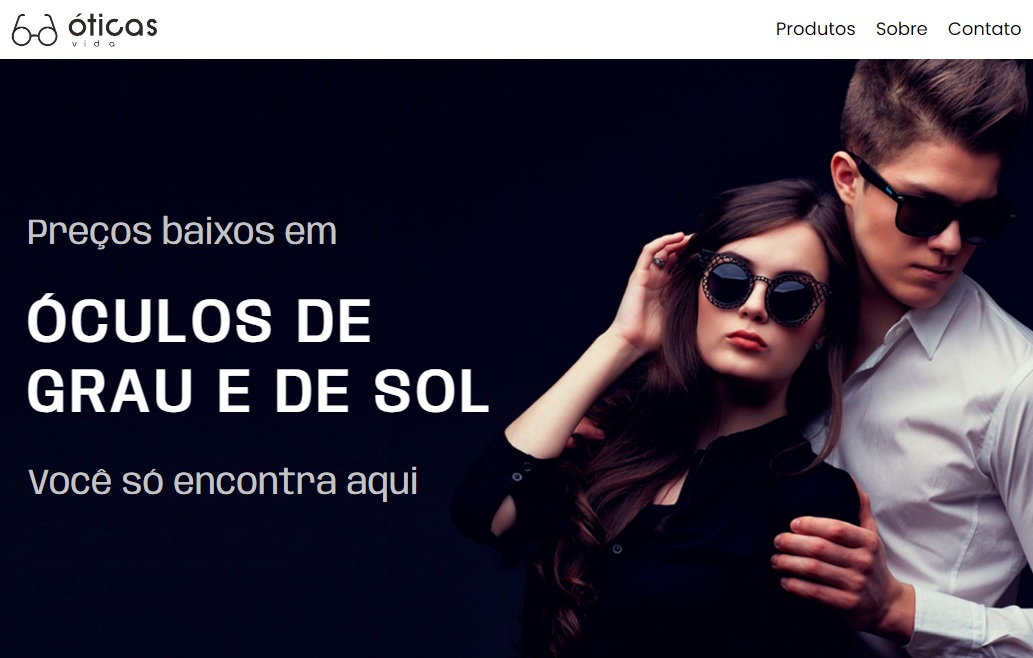 óticas
vida
Produtos Sobre Contato
Preços baixos em
ÓCULOS DE
GRAU E DE SOL
Você só encontra aqui